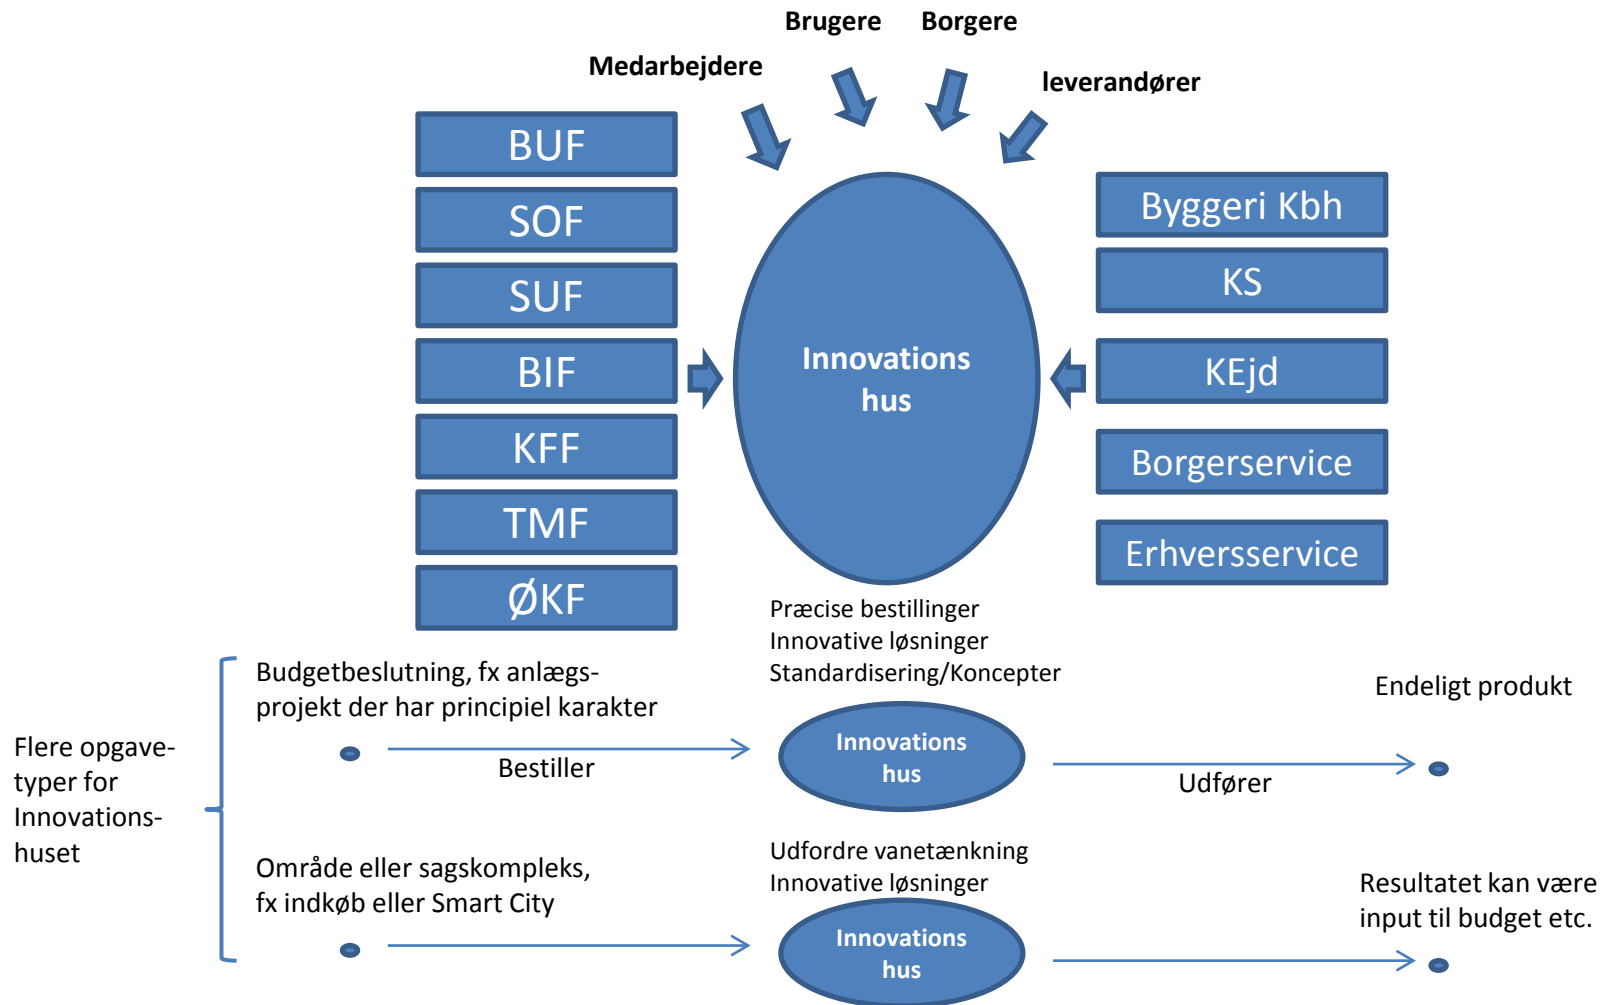 Brugere
Borgere
Medarbejdere
leverandører
BUF
SOF
SUF
BIF
KFF
TMF
ØKF
Innovations
hus
Byggeri Kbh
KS
KEjd
Borgerservice
Erhversservice
Præcise bestillinger
Innovative løsninger
Standardisering/Koncepter
Flere opgave-
typer for
Innovations-
huset
Budgetbeslutning, fx anlægs-
projekt der har principiel karakter
Bestiller
Innovations
hus
Udfører
Endeligt produkt
Område eller sagskompleks,
fx indkøb eller Smart City
Udfordre vanetænkning
Innovative løsninger
Innovations
hus
Resultatet kan være
input til budget etc.